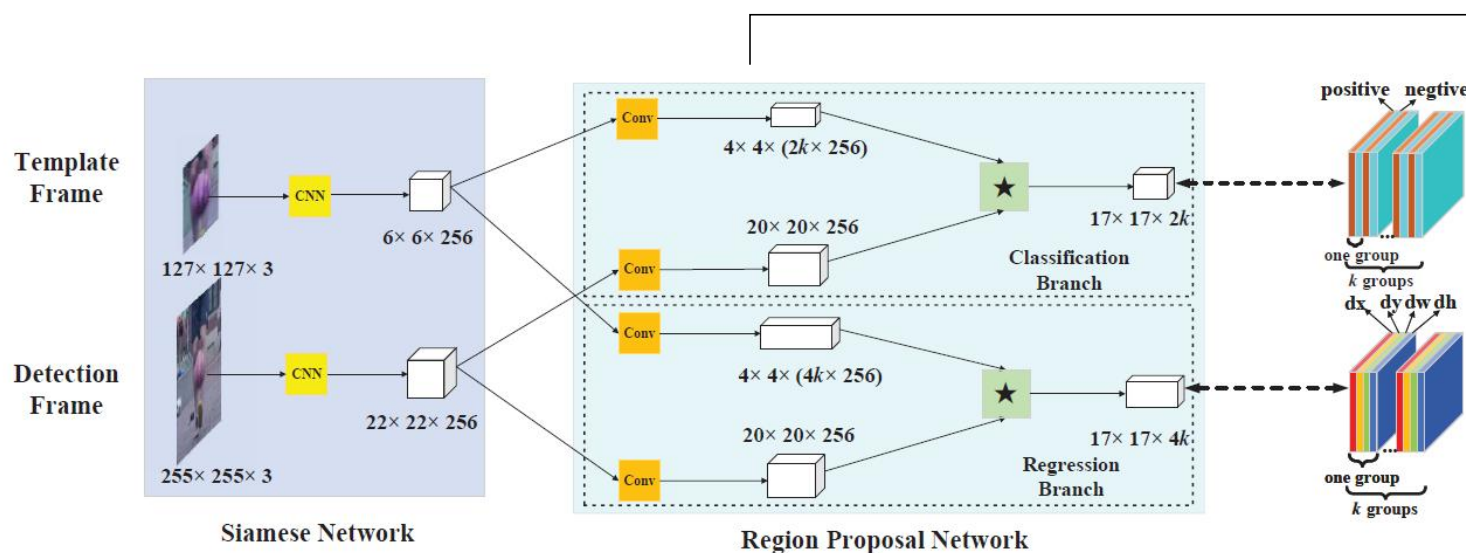 Template
Frame
CNN
127× 127× 3
6× 6× 256
Detection
Frame
CNN
255× 255× 3
22× 22× 256
Siamese Network
Conv
4× 4× (2k× 256)
Conv
20× 20× 256
★
17× 17× 2k
Classification
Branch
Conv
4× 4× (4k× 256)
Conv
20× 20× 256
★
17× 17× 4k
Regression
Branch
Region Proposal Network
positive negtive
...
one group
k groups
dx dy dw dh
...
one group
k groups